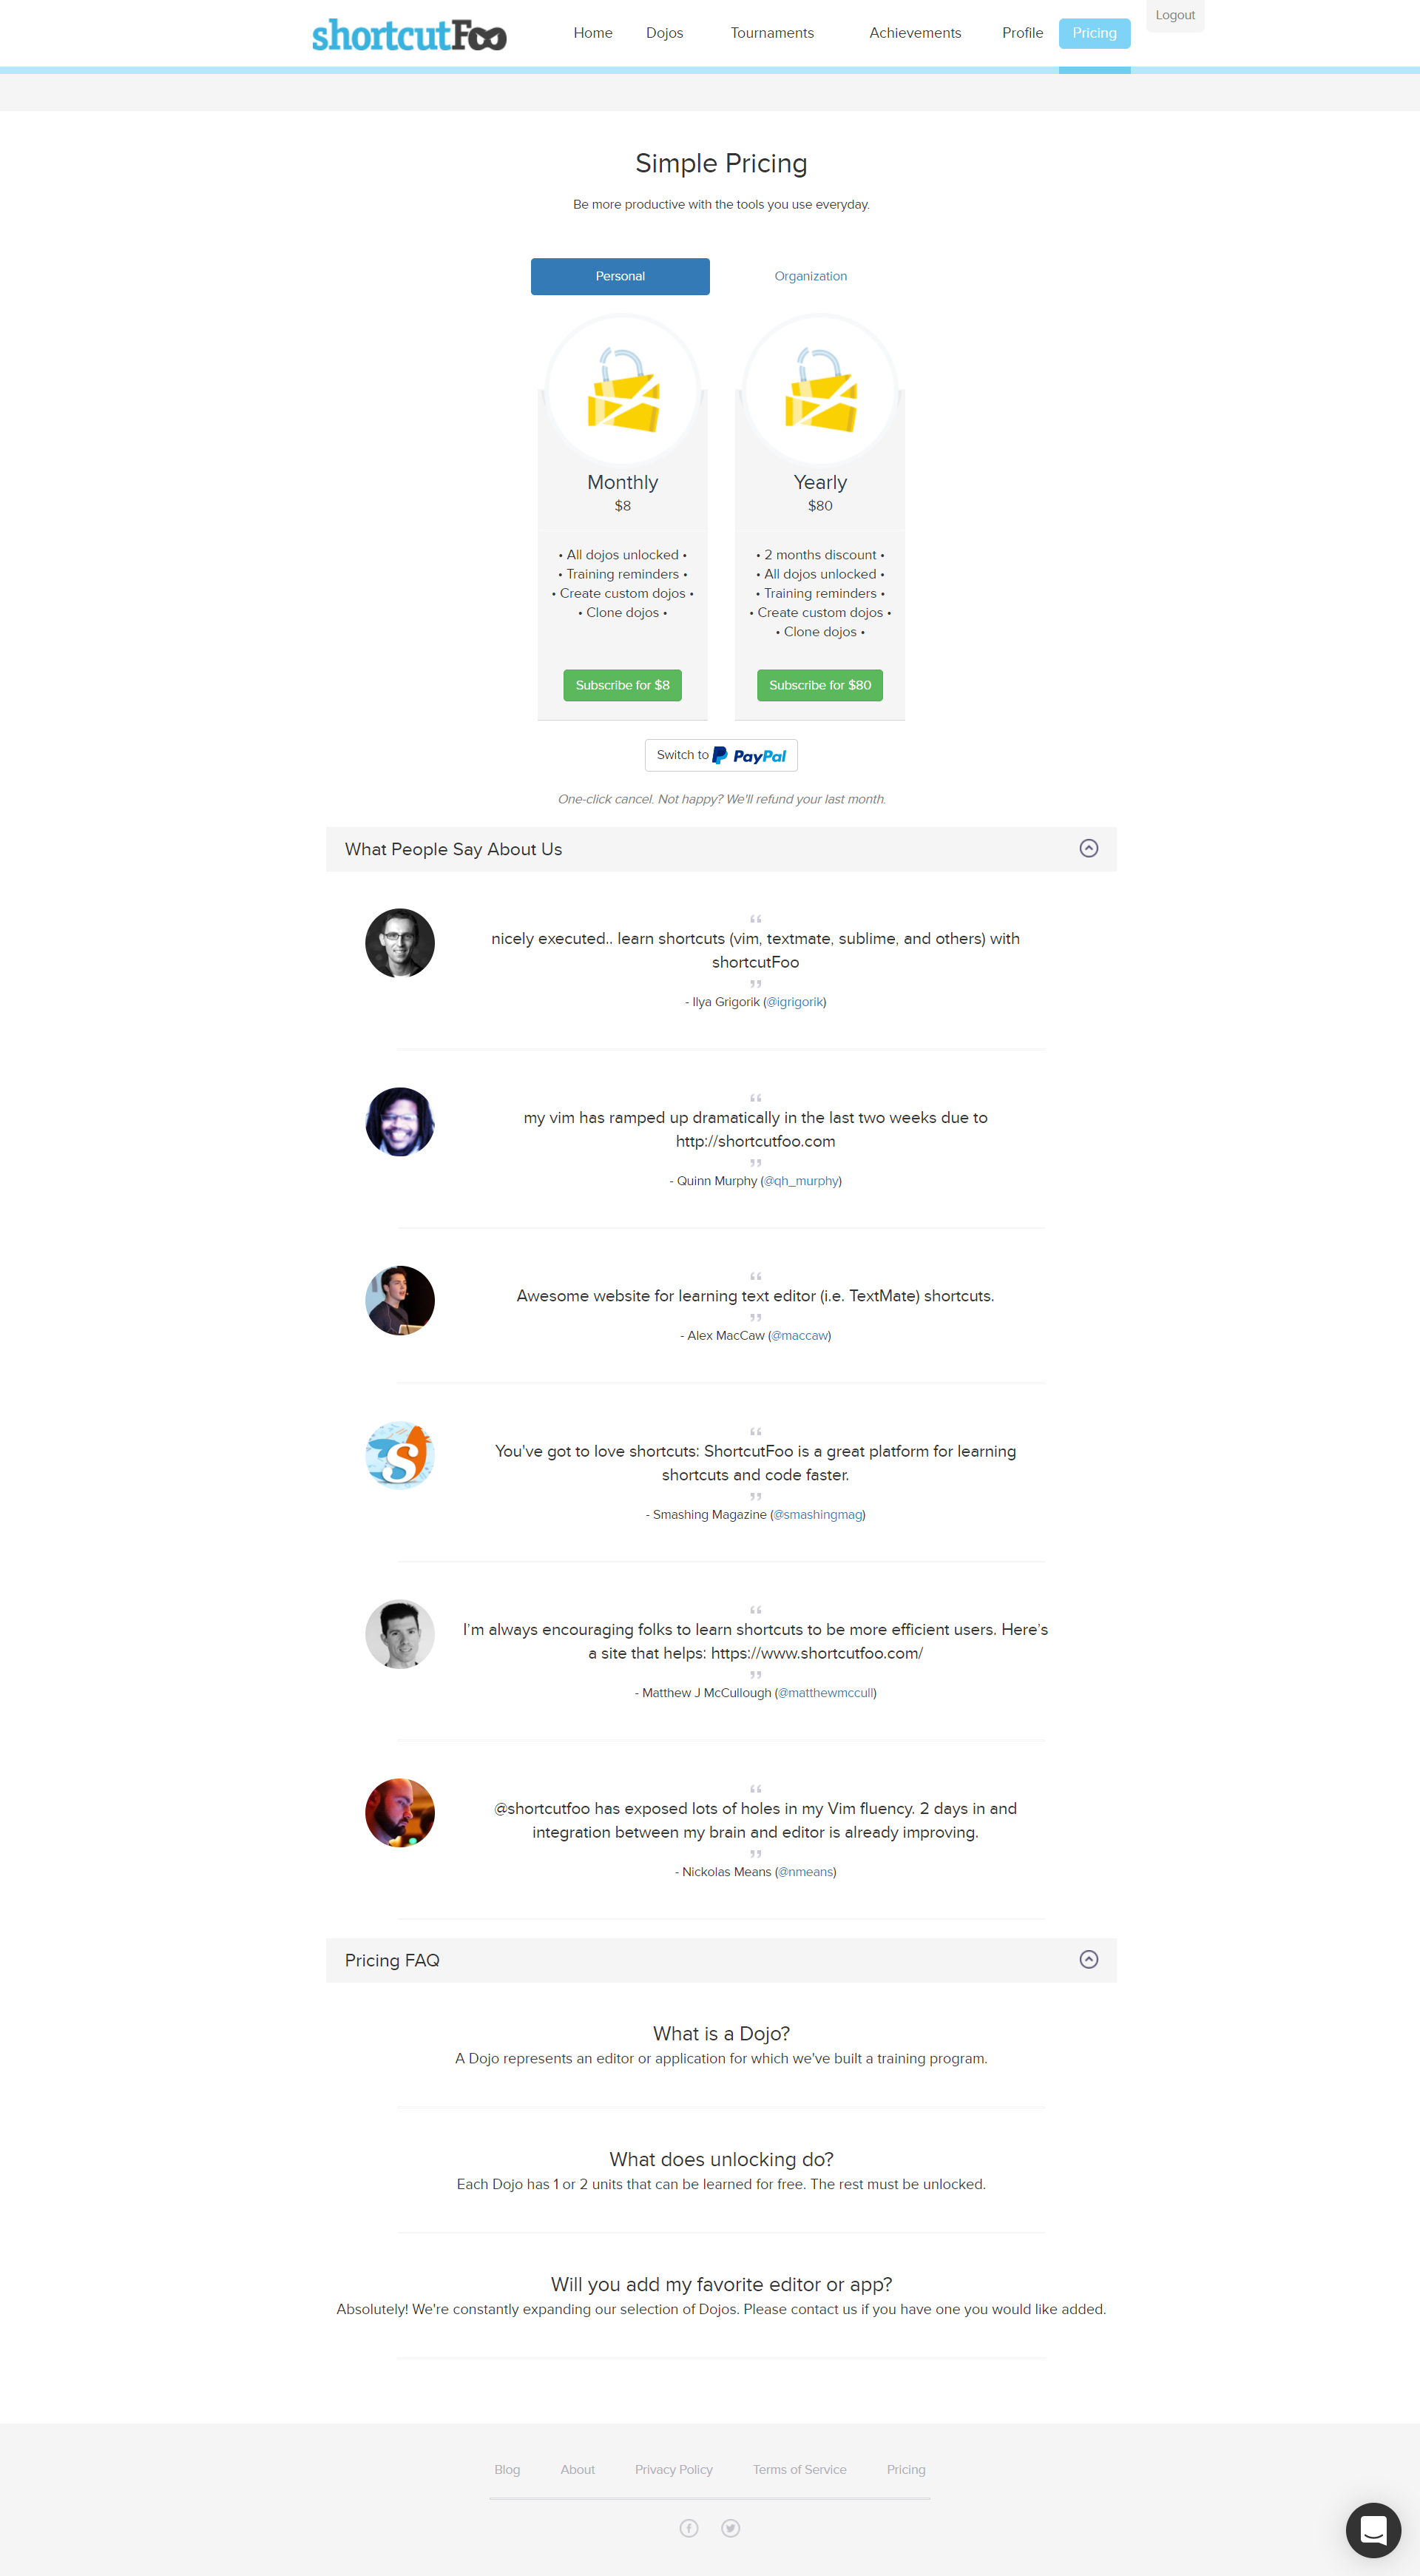 shortcutFoo
Home
Dojos
Tournaments
Achievements
Profile
Pricing
Logout
Simple Pricing
Be more productive with the tools you use everyday.
Personal
Organization
Monthly
$8
• All dojos unlocked •
• Training reminders •
• Create custom dojos •
• Clone dojos •
Subscribe for $8
Yearly
$80
• 2 months discount •
• All dojos unlocked •
• Training reminders •
• Create custom dojos •
• Clone dojos •
Subscribe for $80
Switch to PayPal
One-click cancel. Not happy? We'll refund your last month.
What People Say About Us
“
nicely executed.. learn shortcuts (vim, textmate, sublime, and others) with
shortcutFoo
”
- Ilya Grigorik (@igrigorik)
“
my vim has ramped up dramatically in the last two weeks due to
http://shortcutfoo.com
”
- Quinn Murphy (@qh_murphy)
“
Awesome website for learning text editor (i.e. TextMate) shortcuts.
”
- Alex MacCaw (@maccaw)
“
You've got to love shortcuts: ShortcutFoo is a great platform for learning
shortcuts and code faster.
”
- Smashing Magazine (@smashingmag)
“
I'm always encouraging folks to learn shortcuts to be more efficient users. Here's
a site that helps: https://www.shortcutfoo.com/
”
- Matthew J McCullough (@matthewmccull)
“
@shortcutfoo has exposed lots of holes in my Vim fluency. 2 days in and
integration between my brain and editor is already improving.
”
- Nickolas Means (@nmeans)
Pricing FAQ
What is a Dojo?
A Dojo represents an editor or application for which we've built a training program.
What does unlocking do?
Each Dojo has 1 or 2 units that can be learned for free. The rest must be unlocked.
Will you add my favorite editor or app?
Absolutely! We're constantly expanding our selection of Dojos. Please contact us if you have one you would like added.
Blog
About
Privacy Policy
Terms of Service
Pricing